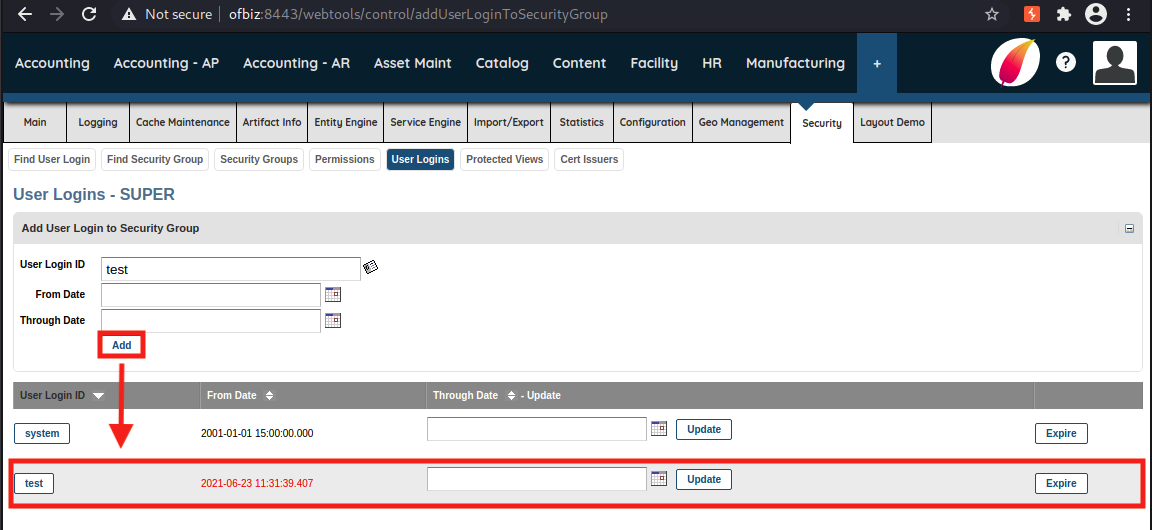 Not secure ofbiz:8443/webtools/control/addUserLoginToSecurityGroup
Accounting Accounting - AP Accounting - AR Asset Maint Catalog Content Facility HR Manufacturing + ?
Main Logging Cache Maintenance Artifact Info Entity Engine Service Engine Import/Export Statistics Configuration Geo Management Security Layout Demo
Find User Login Find Security Group Security Groups Permissions User Logins Protected Views Cert Issuers
User Logins - SUPER
Add User Login to Security Group
User Login ID test
From Date
Through Date
Add
User Login ID From Date Through Date - Update
system 2001-01-01 15:00:00.000 Update Expire
test 2021-06-23 11:31:39.407 Update Expire